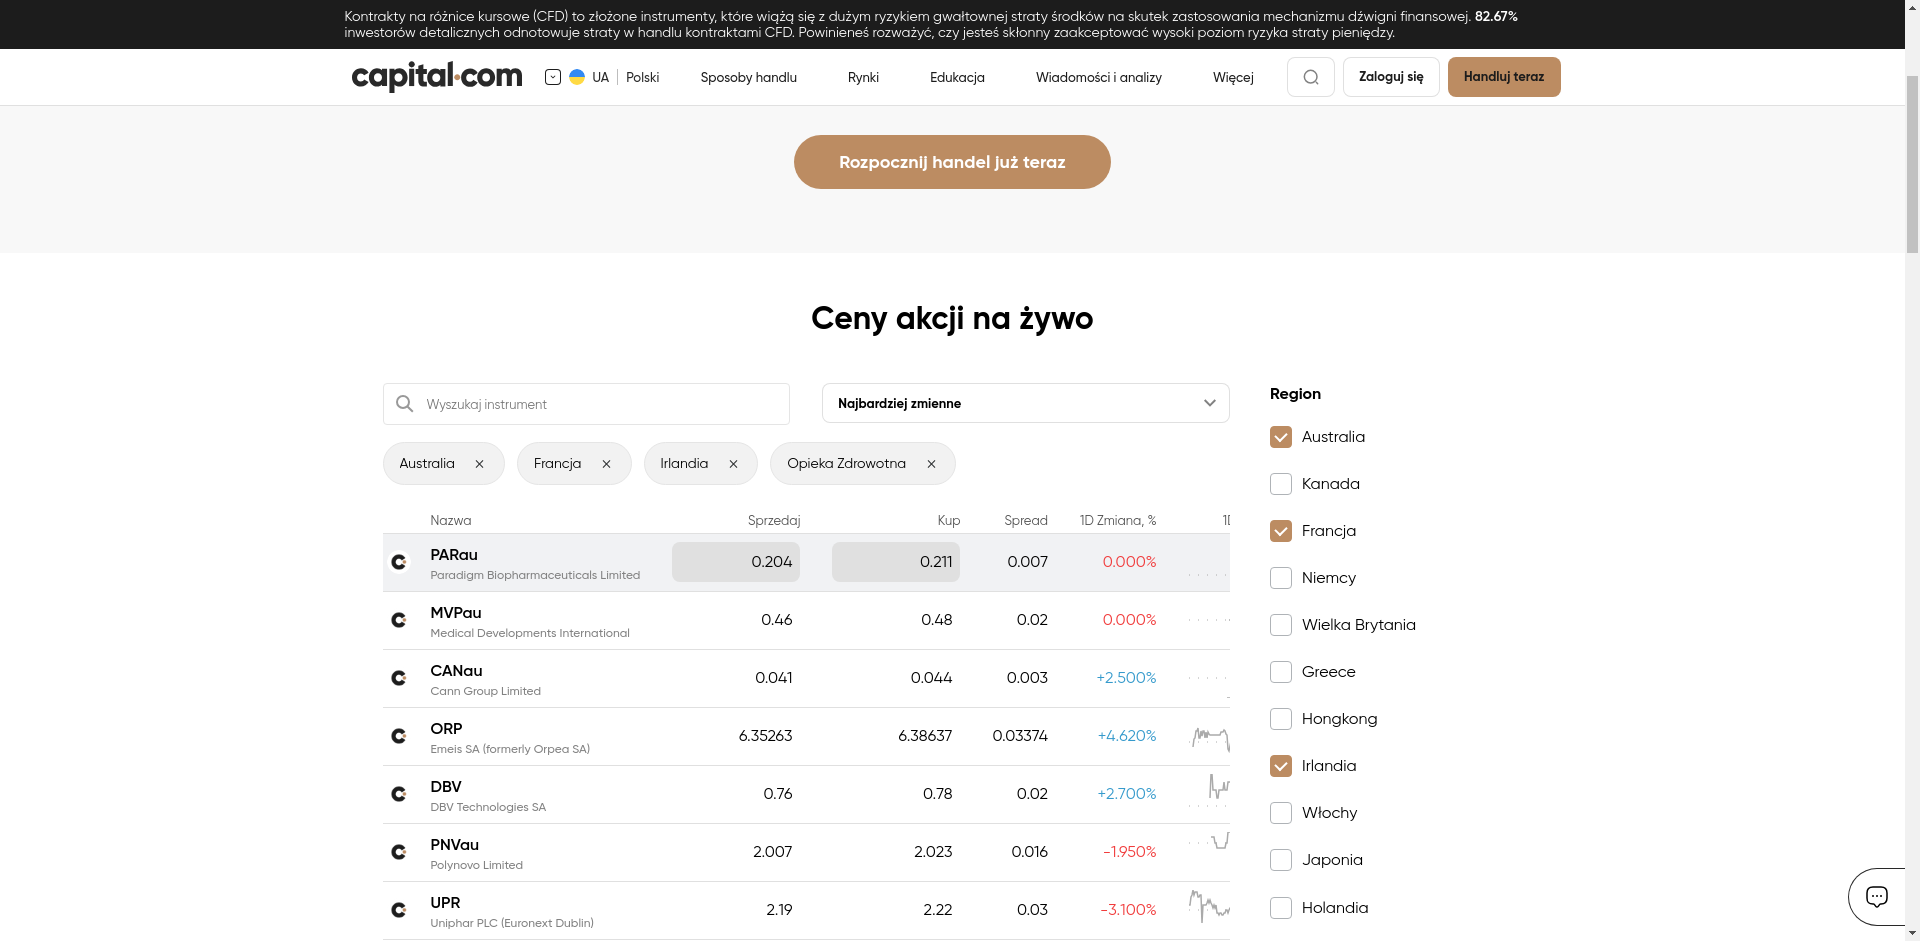 Kontrakty na różnice kursowe (CFD) to złożone instrumenty, które wiążą się z dużym ryzykiem gwałtownej straty środków na skutek zastosowania mechanizmu dźwigni finansowej. 82.67%
inwestorów detalicznych odnotowuje straty w handlu kontraktami CFD. Powinieneś rozważyć, czy jesteś skłonny zaakceptować wysoki poziom ryzyka straty pieniędzy.
capital.com UA Polski Sposoby handlu Rynki Edukacja Wiadomości i analizy Więcej Zaloguj się Handluj teraz
Rozpocznij handel już teraz
Ceny akcji na żywo
Wyszukaj instrument
Najbardziej zmienne
Australia Francja Irlandia Opieka Zdrowotna
Nazwa Sprzedaj Kup Spread 1D Zmiana, %
PARau
Paradigm Biopharmaceuticals Limited
0.204 0.211 0.007 0.000%
MVPau
Medical Developments International
0.46 0.48 0.02 0.000%
CANau
Cann Group Limited
0.041 0.044 0.003 +2.500%
ORP
Emeis SA (formerly Orpea SA)
6.35263 6.38637 0.03374 +4.620%
DBV
DBV Technologies SA
0.76 0.78 0.02 +2.700%
PNVau
Polynovo Limited
2.007 2.023 0.016 -1.950%
UPR
Uniphar PLC (Euronext Dublin)
2.19 2.22 0.03 -3.100%
Region
Australia
Kanada
Francja
Niemcy
Wielka Brytania
Greece
Hongkong
Irlandia
Włochy
Japonia
Holandia